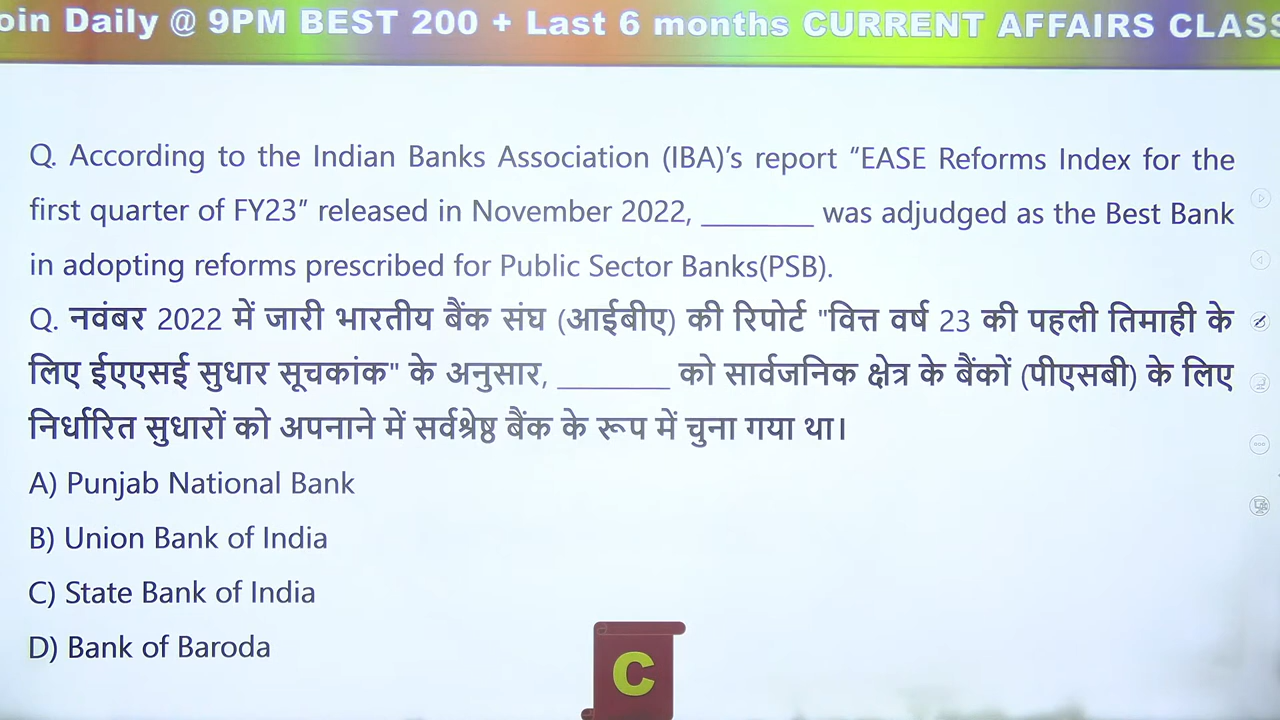 oin Daily @ 9PM BEST 200 + Last 6 months CURRENT AFFAIRS CLASS
Q. According to the Indian Banks Association (IBA)’s report “EASE Reforms Index for the
first quarter of FY23” released in November 2022, ________ was adjudged as the Best Bank
in adopting reforms prescribed for Public Sector Banks(PSB).
Q. नवंबर 2022 में जारी भारतीय बैंक संघ (आईबीए) की रिपोर्ट "वित्त वर्ष 23 की पहली तिमाही के
लिए ईएएसई सुधार सूचकांक" के अनुसार, ________ को सार्वजनिक क्षेत्र के बैंकों (पीएसबी) के लिए
निर्धारित सुधारों को अपनाने में सर्वश्रेष्ठ बैंक के रूप में चुना गया था।
A) Punjab National Bank
B) Union Bank of India
C) State Bank of India
D) Bank of Baroda
C